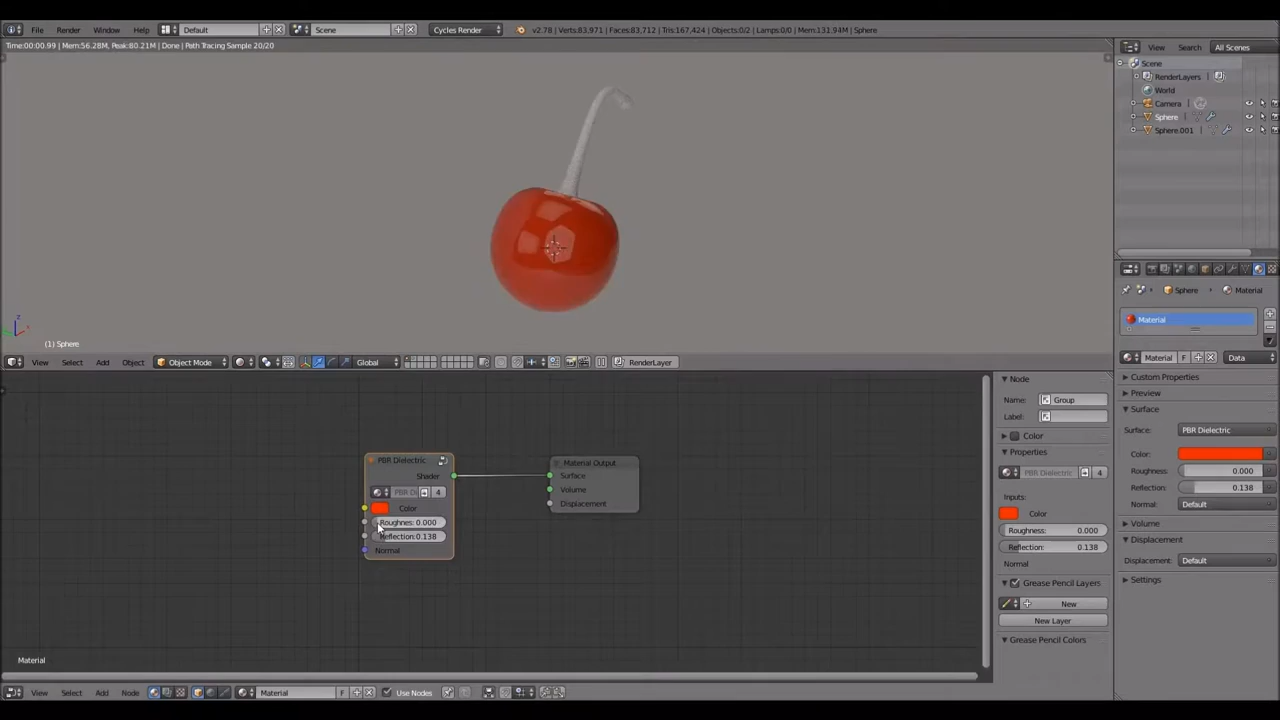 File Render Window Help Default Scene Cycles Render v2.78 | Verts:83,971 | Faces:83,712 | Tris:167,424 | Objects:0/2 | Lamps:0/0 | Mem:131.94M | Sphere
Time:00:00.99 | Mem:56.28M, Peak:80.21M | Done | Path Tracing Sample 20/20
View Search All Scenes
Scene
RenderLayers
World
Camera
Sphere
Sphere.001
Sphere Material
Material
(1) Sphere
View Select Add Object Object Mode Global RenderLayer
Material F Data
Custom Properties
Preview
Surface
Surface: PBR Dielectric
Color:
Roughness: 0.000
Reflection: 0.138
Normal: Default
Volume
Displacement
Displacement: Default
Settings
Node
Name: Group
Label:
Color
Properties
PBR Dielectric 4
Inputs:
Color
Roughness: 0.000
Reflection: 0.138
Normal
Grease Pencil Layers
New
New Layer
Grease Pencil Colors
PBR Dielectric
Shader
4
Color
Roughnes: 0.000
Reflection:0.138
Normal
Material Output
Surface
Volume
Displacement
Material
View Select Add Node Material F Use Nodes